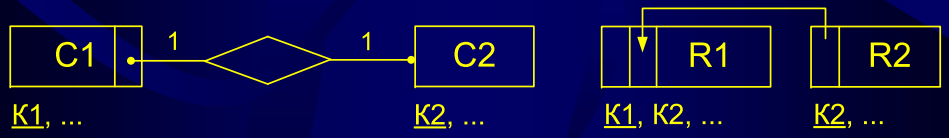 C1 1 1 C2 R1 R2
К1, ... К2, ... К1, К2, ... К2, ...